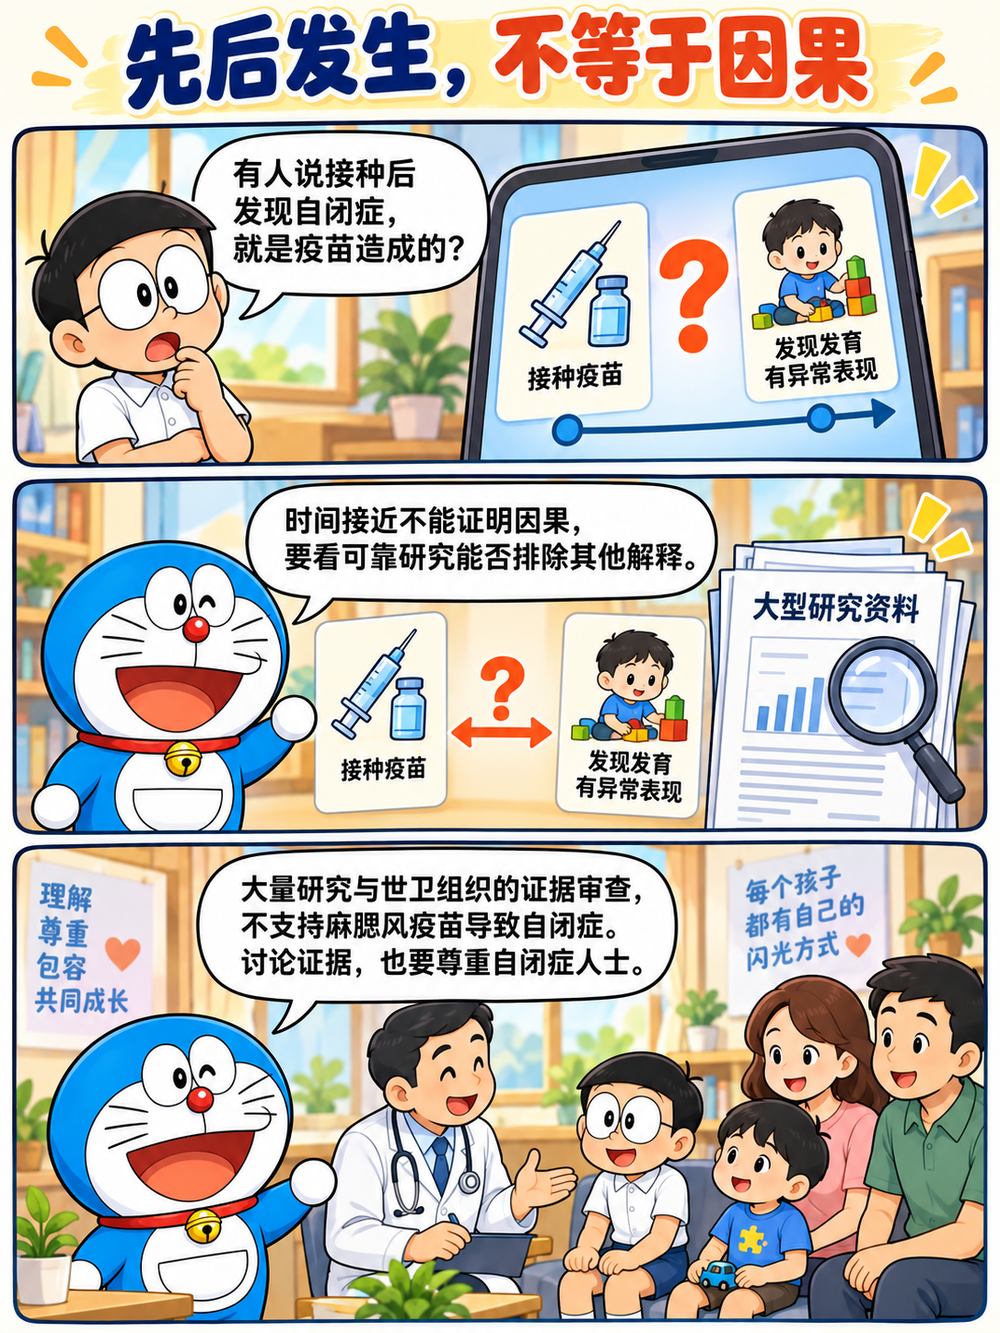 先后发生，不等于因果
有人说接种后
发现自闭症，
就是疫苗造成的？
接种疫苗
?
发现发育
有异常表现
时间接近不能证明因果，
要看可靠研究能否排除其他解释。
接种疫苗
?
发现发育
有异常表现
大型研究资料
理解
尊重
包容
共同成长
大量研究与世卫组织的证据审查，
不支持麻腮风疫苗导致自闭症。
讨论证据，也要尊重自闭症人士。
每个孩子
都有自己的
闪光方式